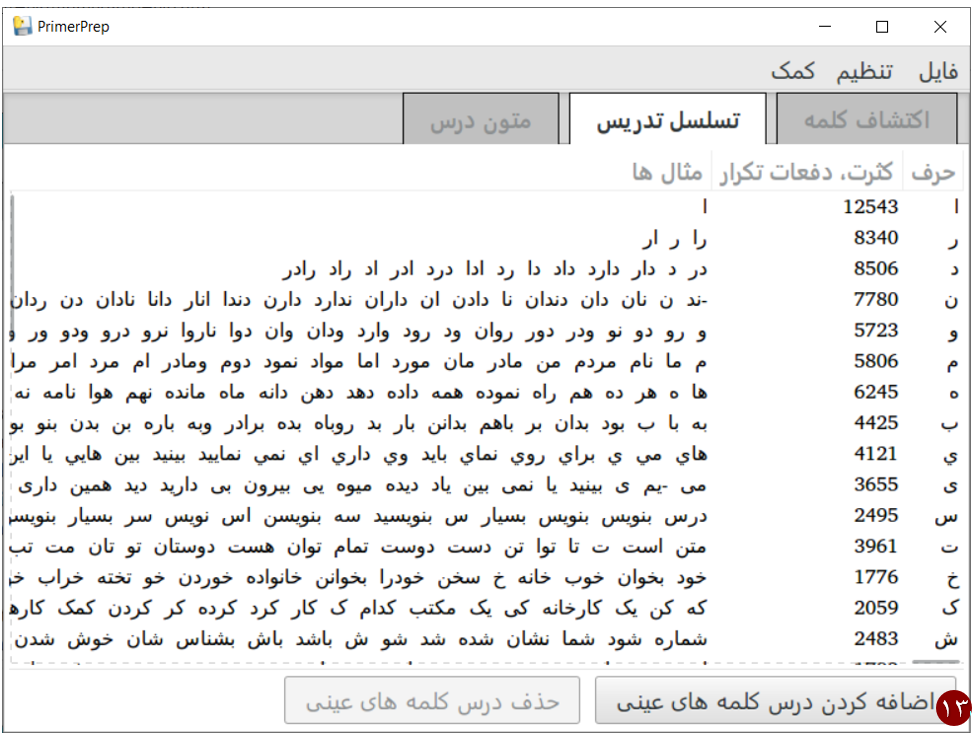 PrimerPrep
فایل تنظیم کمک
اکتشاف کلمه تسلسل تدریس متون درس
حرف کثرت، دفعات تکرار مثال ها
ا 12543 ا
ر 8340 را ر ار
د 8506 در د دار دارد داد دا رد ادا درد ادر اد راد رادر
ن 7780 -ند ن نان دان دندان نا دادن ان داران ندارد دارن دندا انار دانا نادان دن ردان
و 5723 و رو دو نو ودر دور روان ود رود وارد ودان وان دوا ناروا نرو درو ودو ور
م 5806 م ما نام مردم من مادر مان مورد اما مواد نمود دوم ومادر ام مرد امر مرا
ه 6245 ها ه هر ده هم راه نموده همه داده دهد دهن دانه ماه مانده نهم هوا نامه نه
ب 4425 به با ب بود بدان بر باهم بدانن بار بد روباه بده برادر وبه باره بن بدن بنو بو
ي 4121 هاي مي ي براي روي نماي بايد وي داري اي نمي نماييد ببينيد بين هايي يا
ی 3655 می -یم ی ببینید یا نمی بین یاد دیده میوه یی بیرون بی دارید دید همین داری
س 2495 درس بنویس بنويس بسیار س بنویسید سه بنویسن اس نویس سر بسيار
ت 3961 متن است ت تا توا تن دست دوست تمام توان هست دوستان تو تان مت تب
خ 1776 خود بخوان خوب خانه خ سخن خودرا بخوانن خانواده خوردن خو تخته خراب
ک 2059 که کن یک کارخانه کی یک مکتب کدام ک کار کرد کرده کر کردن کمک
ش 2483 شماره شود شما نشان شده شد شو ش باشد باش بشناس شان خوش شدن
اضافه کردن درس کلمه های عینی حذف درس کلمه های عینی
۱۳